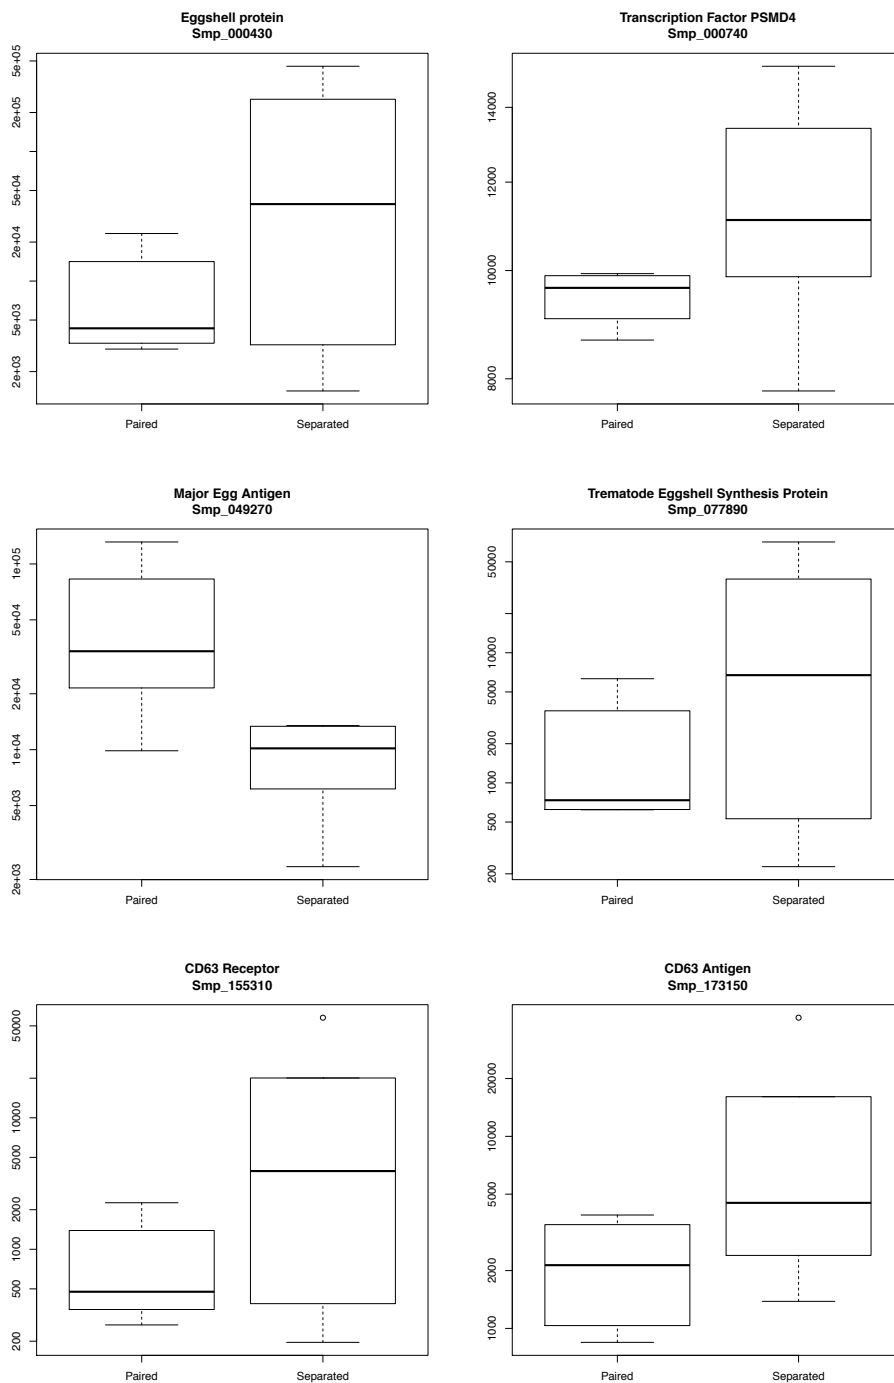 Eggshell protein
Smp_000430
5e+05
2e+05
5e+04
2e+04
5e+03
2e+03
Paired
Separated
Transcription Factor PSMD4
Smp_000740
14000
12000
10000
8000
Paired
Separated
Major Egg Antigen
Smp_049270
1e+05
5e+04
2e+04
1e+04
5e+03
2e+03
Paired
Separated
Trematode Eggshell Synthesis Protein
Smp_077890
50000
10000
5000
2000
1000
500
200
Paired
Separated
CD63 Receptor
Smp_155310
50000
10000
5000
2000
1000
500
200
Paired
Separated
CD63 Antigen
Smp_173150
20000
10000
5000
2000
1000
Paired
Separated